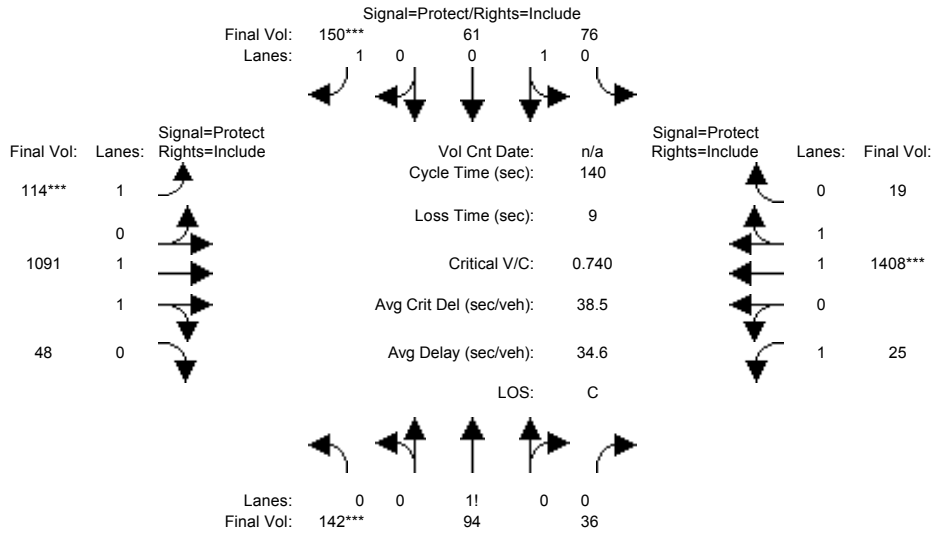 Signal=Protect/Rights=Include
Final Vol: 150*** 61 76
Lanes: 1 0 0 1 0
Signal=Protect Signal=Protect
Final Vol: Lanes: Rights=Include Vol Cnt Date: n/a Rights=Include Lanes: Final Vol:
Cycle Time (sec): 140
114*** 1 0 19
Loss Time (sec): 9
0 1
1091 1 Critical V/C: 0.740 1 1408***
1 Avg Crit Del (sec/veh): 38.5 0
48 0 Avg Delay (sec/veh): 34.6 1 25
LOS: C
Lanes: 0 0 1! 0 0
Final Vol: 142*** 94 36